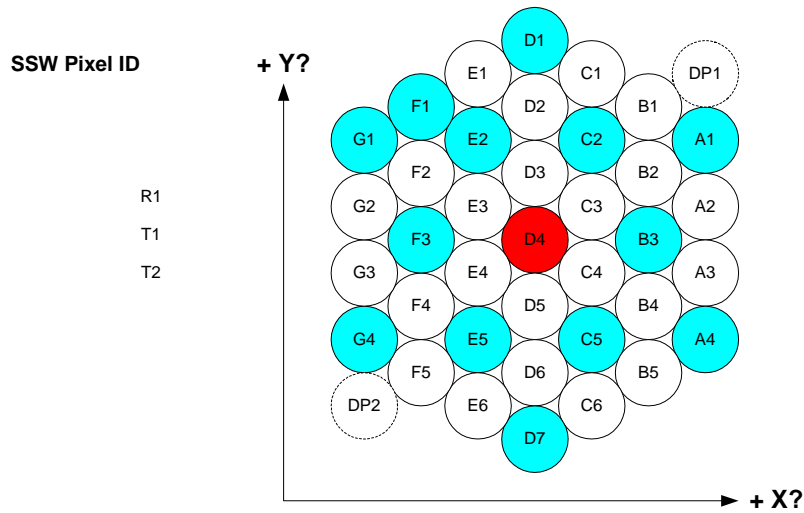 SSW Pixel ID
+ Y?
D1
E1
C1
DP1
F1
D2
B1
G1
E2
C2
A1
F2
D3
B2
R1
G2
E3
C3
A2
T1
F3
D4
B3
T2
G3
E4
C4
A3
F4
D5
B4
G4
E5
C5
A4
F5
D6
B5
DP2
E6
C6
D7
+ X?